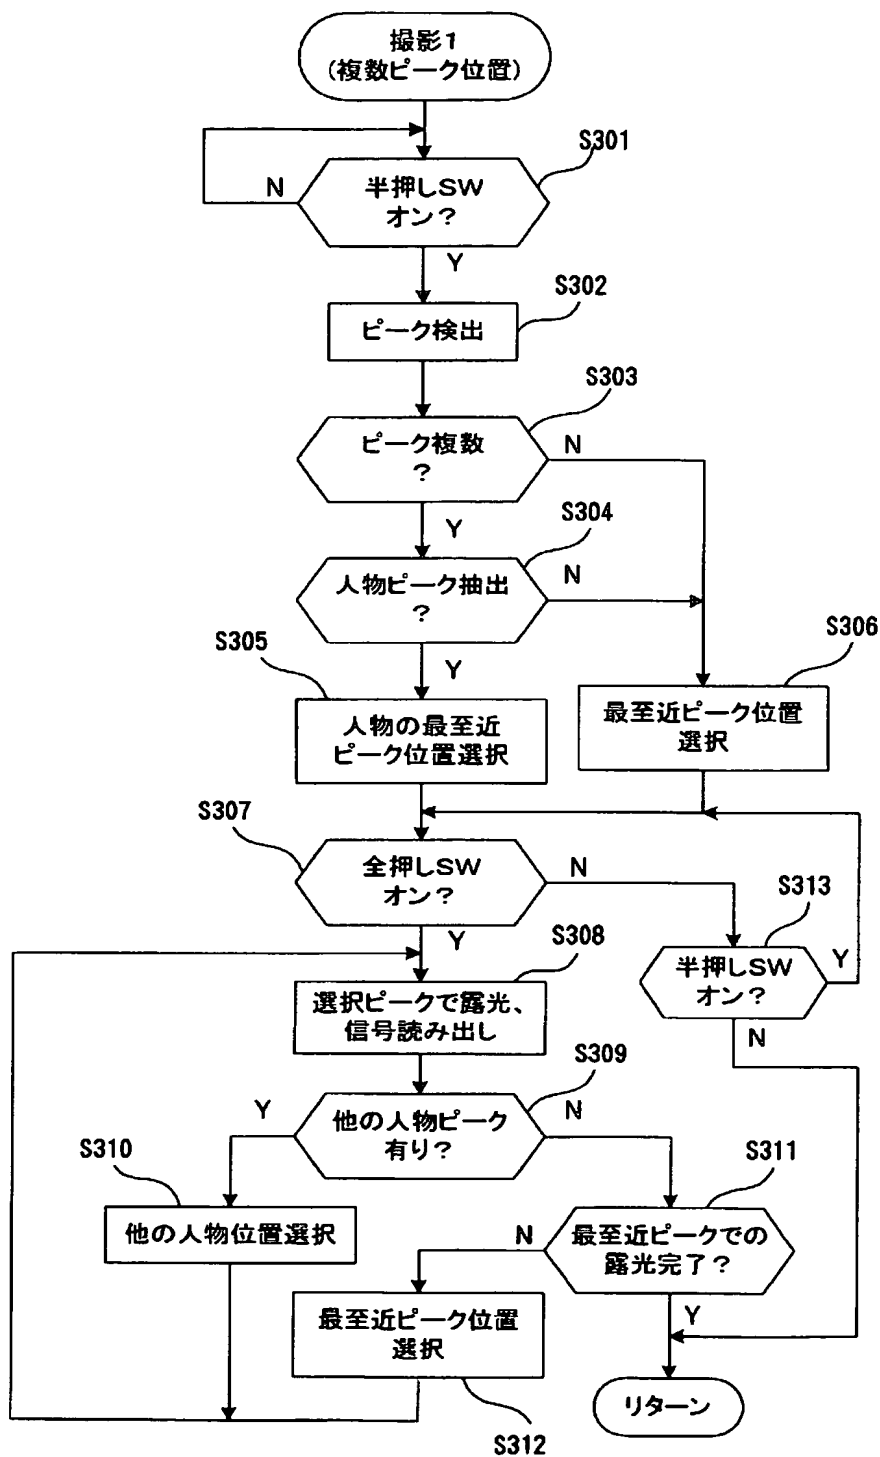 撮影1
(複数ピーク位置)
S301
半押しSW
オン?
N
Y
S302
ピーク検出
S303
ピーク複数
?
N
Y
S304
人物ピーク抽出
?
N
Y
S305
人物の最至近
ピーク位置選択
S306
最至近ピーク位置
選択
S307
全押しSW
オン?
N
Y
S313
半押しSW
オン?
Y
N
S308
選択ピークで露光、
信号読み出し
S309
他の人物ピーク
有り?
Y
N
S310
他の人物位置選択
S311
最至近ピークでの
露光完了?
N
Y
最至近ピーク位置
選択
S312
リターン